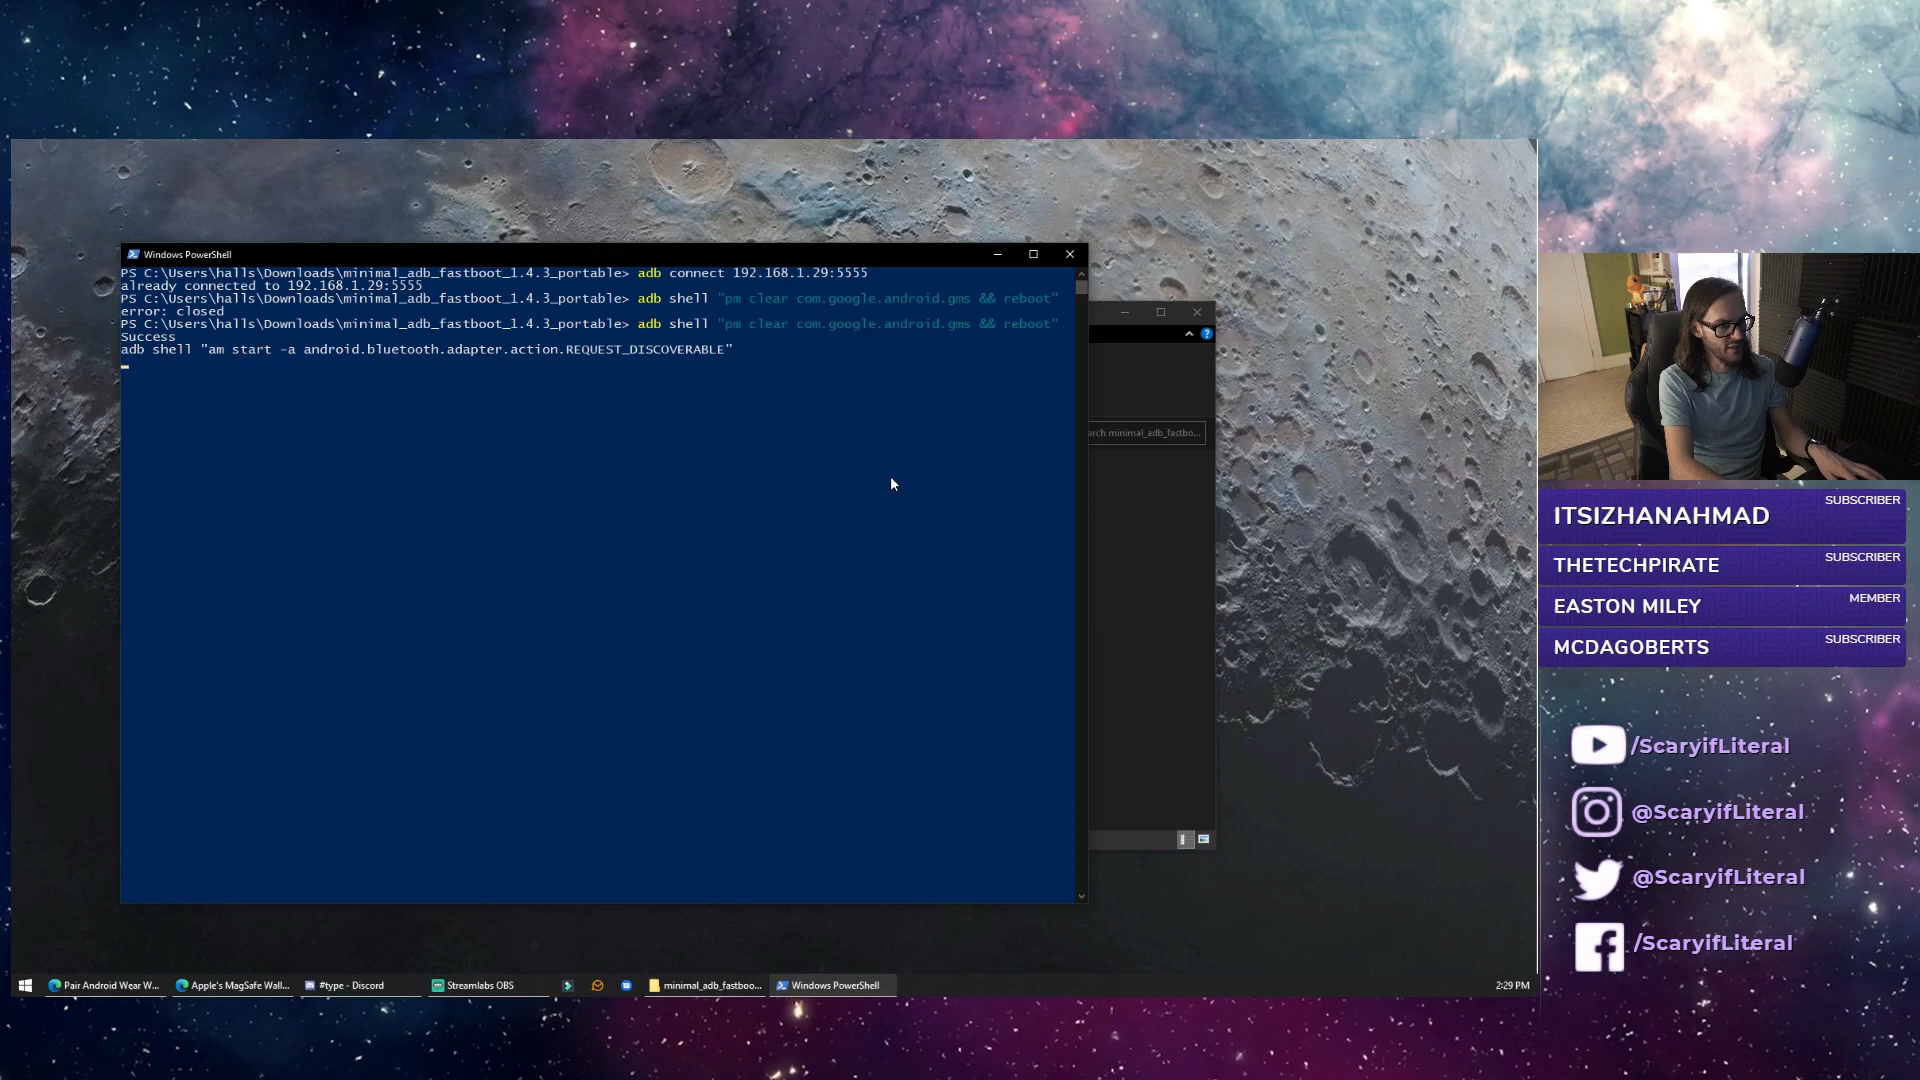 Windows PowerShell
PS C:\Users\halls\Downloads\minimal_adb_fastboot_1.4.3_portable> adb connect 192.168.1.29:5555
already connected to 192.168.1.29:5555
PS C:\Users\halls\Downloads\minimal_adb_fastboot_1.4.3_portable> adb shell "pm clear com.google.android.gms && reboot"
error: closed
PS C:\Users\halls\Downloads\minimal_adb_fastboot_1.4.3_portable> adb shell "pm clear com.google.android.gms && reboot"
Success
adb shell "am start -a android.bluetooth.adapter.action.REQUEST_DISCOVERABLE"
arch minimal_adb_fastbo...
SUBSCRIBER
ITSIZHANAHMAD
SUBSCRIBER
THETECHPIRATE
MEMBER
EASTON MILEY
SUBSCRIBER
MCDAGOBERTS
/ScaryifLiteral
@ScaryifLiteral
@ScaryifLiteral
/ScaryifLiteral
Pair Android Wear W...
Apple's MagSafe Wall...
#type - Discord
Streamlabs OBS
minimal_adb_fastboo...
Windows PowerShell
2:29 PM